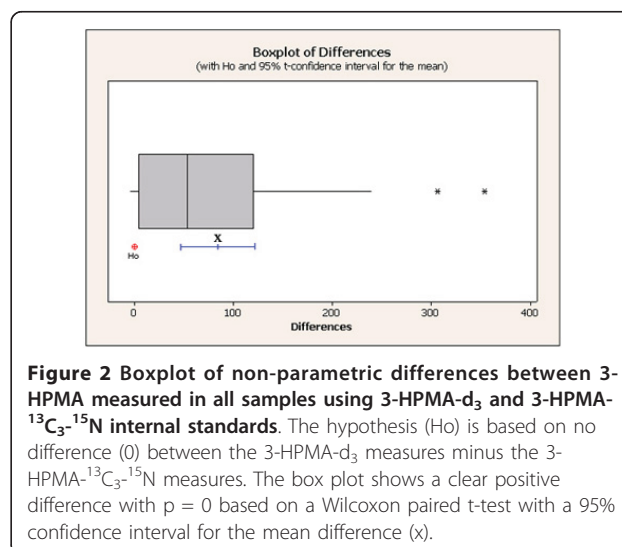 Boxplot of Differences
(with Ho and 95% t-confidence interval for the mean)
x
Ho
0 100 200 300 400
Differences
Figure 2 Boxplot of non-parametric differences between 3-
HPMA measured in all samples using 3-HPMA-d₃ and 3-HPMA-
¹³C₃-¹⁵N internal standards. The hypothesis (Ho) is based on no
difference (0) between the 3-HPMA-d₃ measures minus the 3-
HPMA-¹³C₃-¹⁵N measures. The box plot shows a clear positive
difference with p = 0 based on a Wilcoxon paired t-test with a 95%
confidence interval for the mean difference (x).